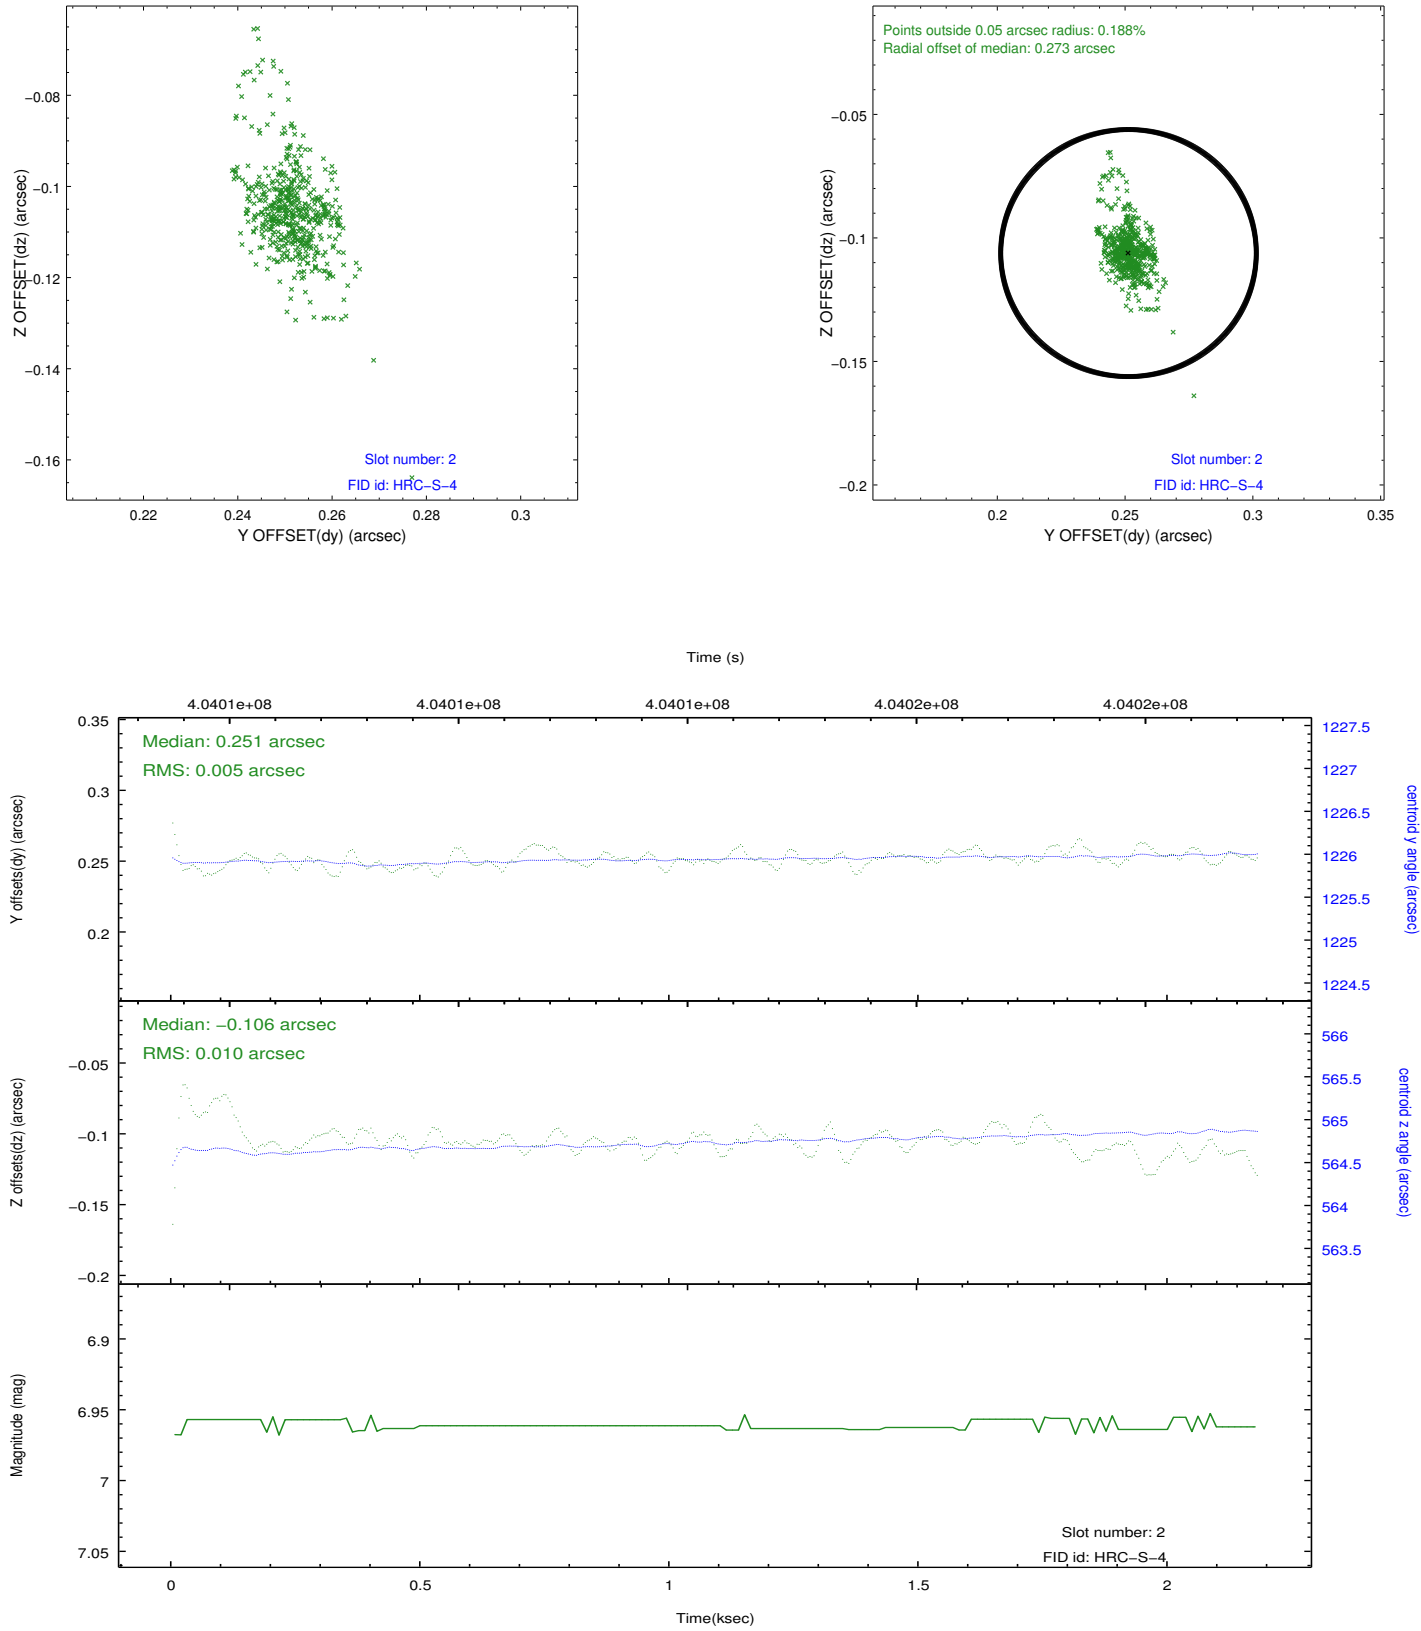 −0.08
−0.1
−0.12
−0.14
−0.16
Z OFFSET(dz) (arcsec)
Slot number: 2
FID id: HRC−S−4
0.22 0.24 0.26 0.28 0.3
Y OFFSET(dy) (arcsec)
Points outside 0.05 arcsec radius: 0.188%
Radial offset of median: 0.273 arcsec
−0.05
−0.1
−0.15
−0.2
Z OFFSET(dz) (arcsec)
Slot number: 2
FID id: HRC−S−4
0.2 0.25 0.3 0.35
Y OFFSET(dy) (arcsec)
Time (s)
4.0401e+08 4.0401e+08 4.0401e+08 4.0402e+08 4.0402e+08
Median: 0.251 arcsec
RMS: 0.005 arcsec
0.35
0.3
0.25
0.2
Y offsets(dy) (arcsec)
1227.5
1227
1226.5
1226
1225.5
1225
1224.5
centroid y angle (arcsec)
Median: −0.106 arcsec
RMS: 0.010 arcsec
−0.05
−0.1
−0.15
−0.2
Z offsets(dz) (arcsec)
566
565.5
565
564.5
564
563.5
centroid z angle (arcsec)
6.9
6.95
7
7.05
Magnitude (mag)
Slot number: 2
FID id: HRC−S−4
0 0.5 1 1.5 2
Time(ksec)